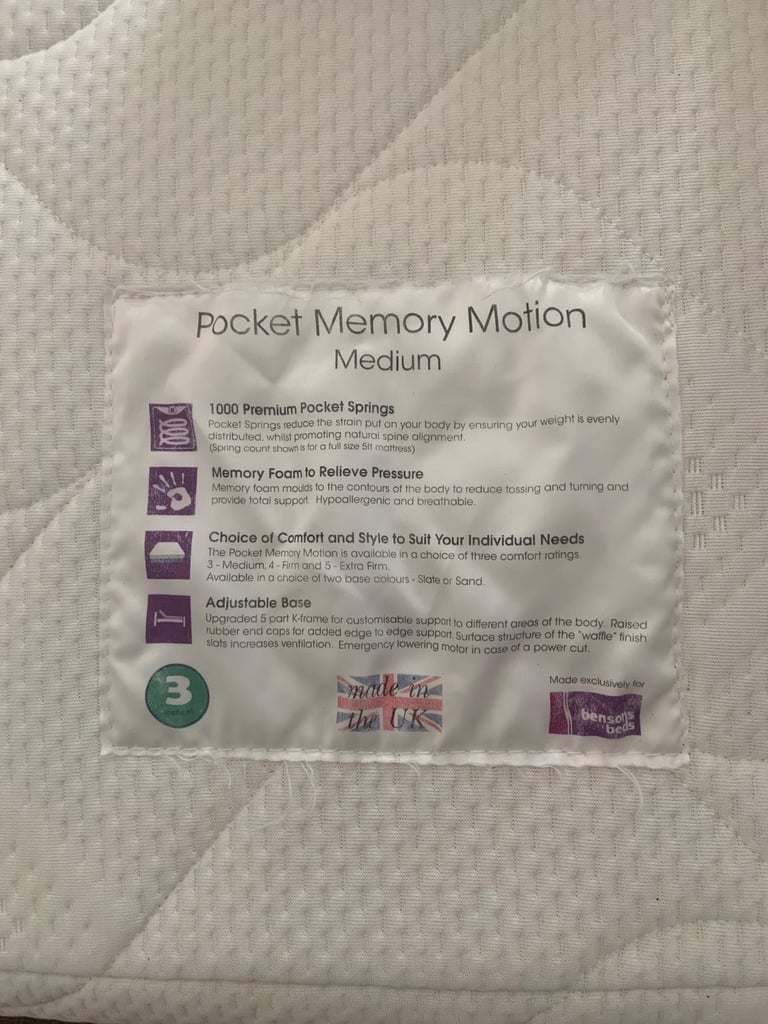 Pocket Memory Motion
Medium
1000 Premium Pocket Springs
Pocket Springs reduce the strain put on your body by ensuring your weight is evenly
distributed, whilst promoting natural spine alignment.
(Spring count shown is for a full size 5ft mattress)
Memory Foam to Relieve Pressure
Memory foam moulds to the contours of the body to reduce tossing and turning and
provide total support. Hypoallergenic and breathable.
Choice of Comfort and Style to Suit Your Individual Needs
The Pocket Memory Motion is available in a choice of three comfort ratings.
3 - Medium, 4 - Firm and 5 - Extra Firm.
Available in a choice of two base colours - Slate or Sand.
Adjustable Base
Upgraded 5 part K-frame for customisable support to different areas of the body. Raised
rubber end caps for added edge to edge support. Surface structure of the "waffle" finish
slats increases ventilation. Emergency lowering motor in case of a power cut.
3
made in
the UK
Made exclusively for
bensons
beds